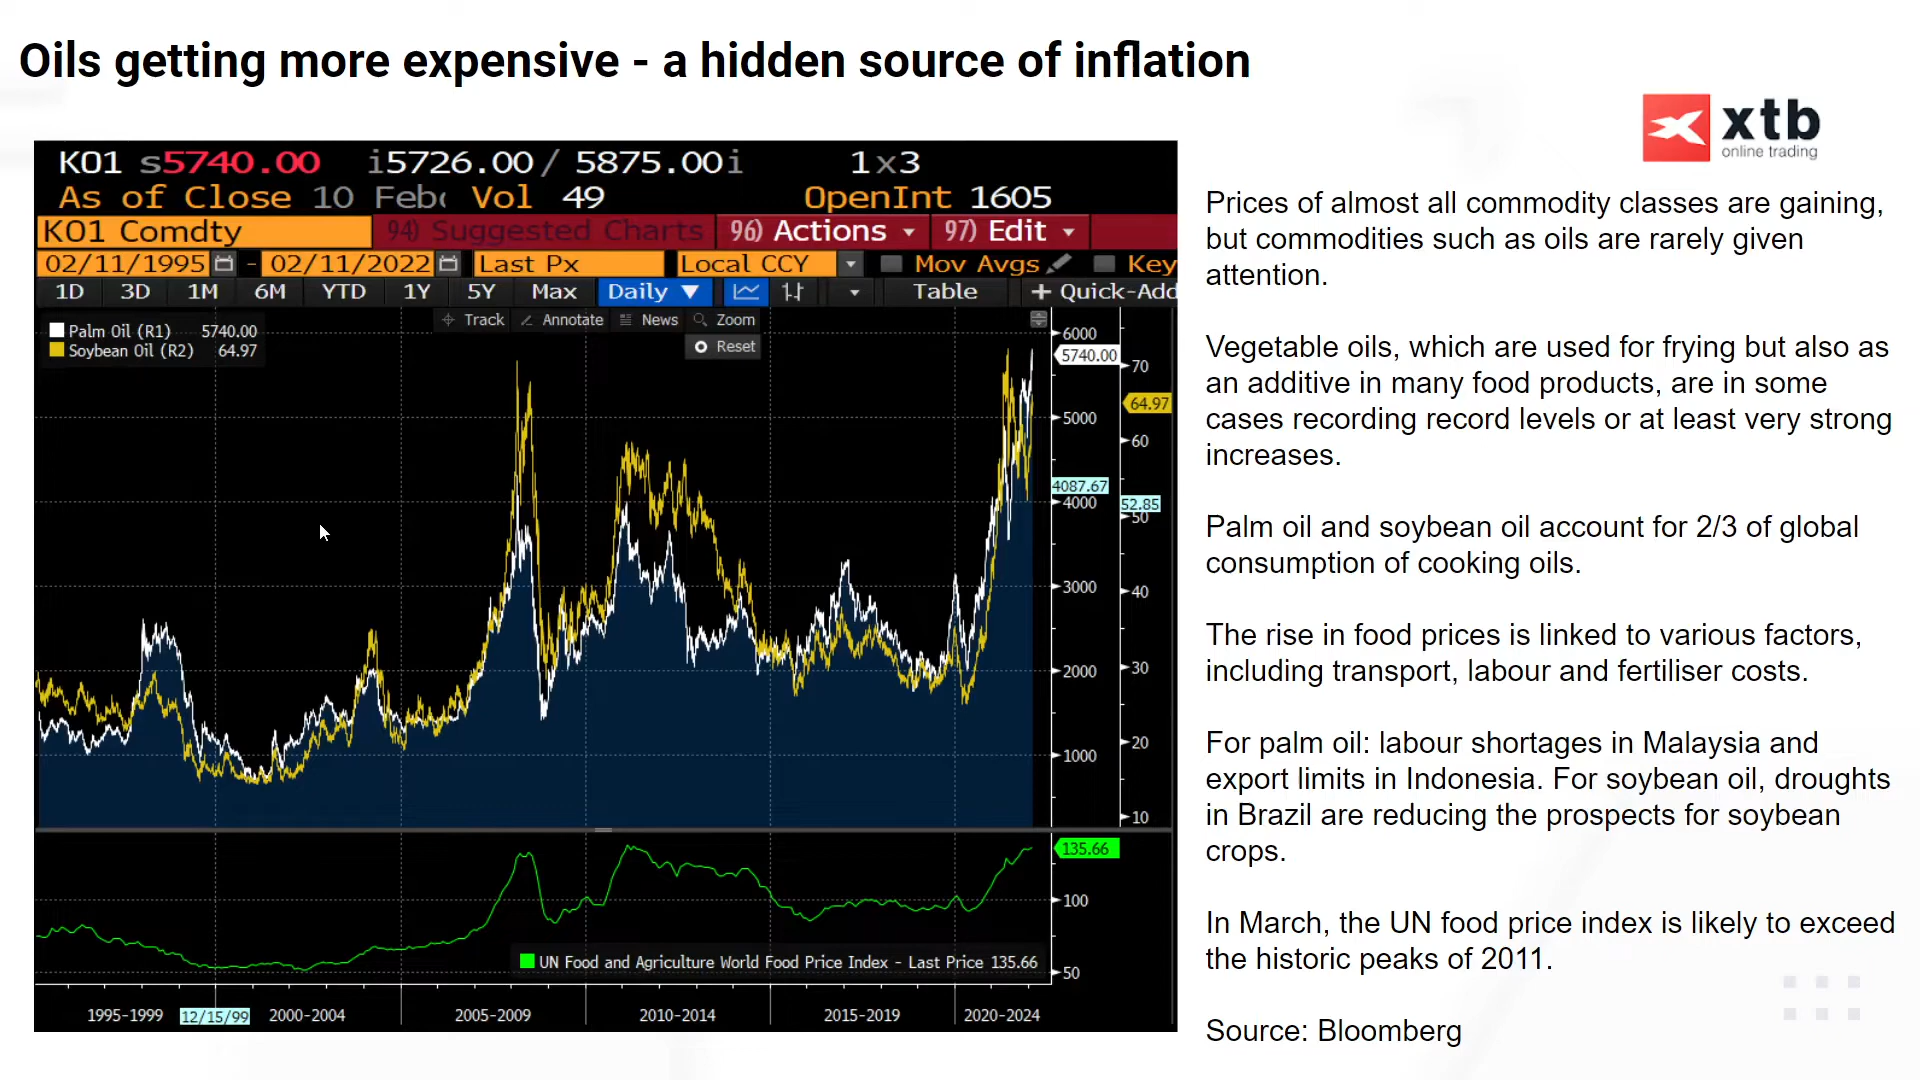 Oils getting more expensive - a hidden source of inflation
xtb
online trading
K01 s5740.00 i5726.00/ 5875.00i 1x3
As of Close 10 Feb Vol 49 OpenInt 1605
K01 Comdty 94) Suggested Charts 96) Actions 97) Edit
02/11/1995 - 02/11/2022 Last Px Local CCY Mov Avgs Key
1D 3D 1M 6M YTD 1Y 5Y Max Daily ▼ Table + Quick-Add
Track Annotate News Zoom
Reset
Palm Oil (R1) 5740.00
Soybean Oil (R2) 64.97
6000
5740.00
70
64.97
5000
60
4087.67
4000
52.85
50
3000
40
2000
30
20
1000
10
135.66
100
UN Food and Agriculture World Food Price Index - Last Price 135.66
50
1995-1999 12/15/99 2000-2004 2005-2009 2010-2014 2015-2019 2020-2024
Prices of almost all commodity classes are gaining,
but commodities such as oils are rarely given
attention.
Vegetable oils, which are used for frying but also as
an additive in many food products, are in some
cases recording record levels or at least very strong
increases.
Palm oil and soybean oil account for 2/3 of global
consumption of cooking oils.
The rise in food prices is linked to various factors,
including transport, labour and fertiliser costs.
For palm oil: labour shortages in Malaysia and
export limits in Indonesia. For soybean oil, droughts
in Brazil are reducing the prospects for soybean
crops.
In March, the UN food price index is likely to exceed
the historic peaks of 2011.
Source: Bloomberg